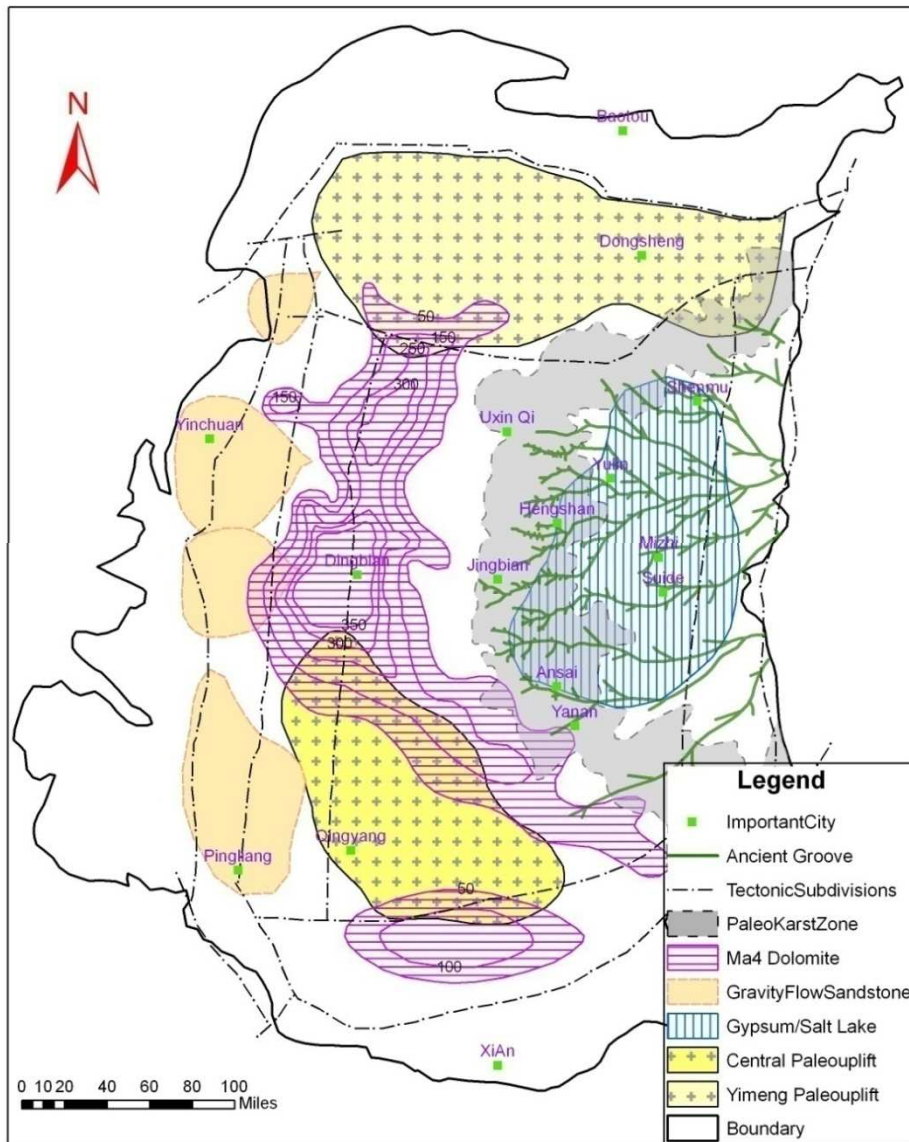 N
Baotou
Dongsheng
50
150
250
300
150
Shenmu
Yinchuan
Uxin Qi
Yulin
Hengshan
Mizhi
Dingbian
Jingbian
Suide
350
300
Ansai
Yanan
Qingyang
Pingliang
50
100
XiAn
0 10 20 40 60 80 100
Miles
Legend
ImportantCity
Ancient Groove
TectonicSubdivisions
PaleoKarstZone
Ma4 Dolomite
GravityFlowSandstone
Gypsum/Salt Lake
Central Paleouplift
Yimeng Paleouplift
Boundary